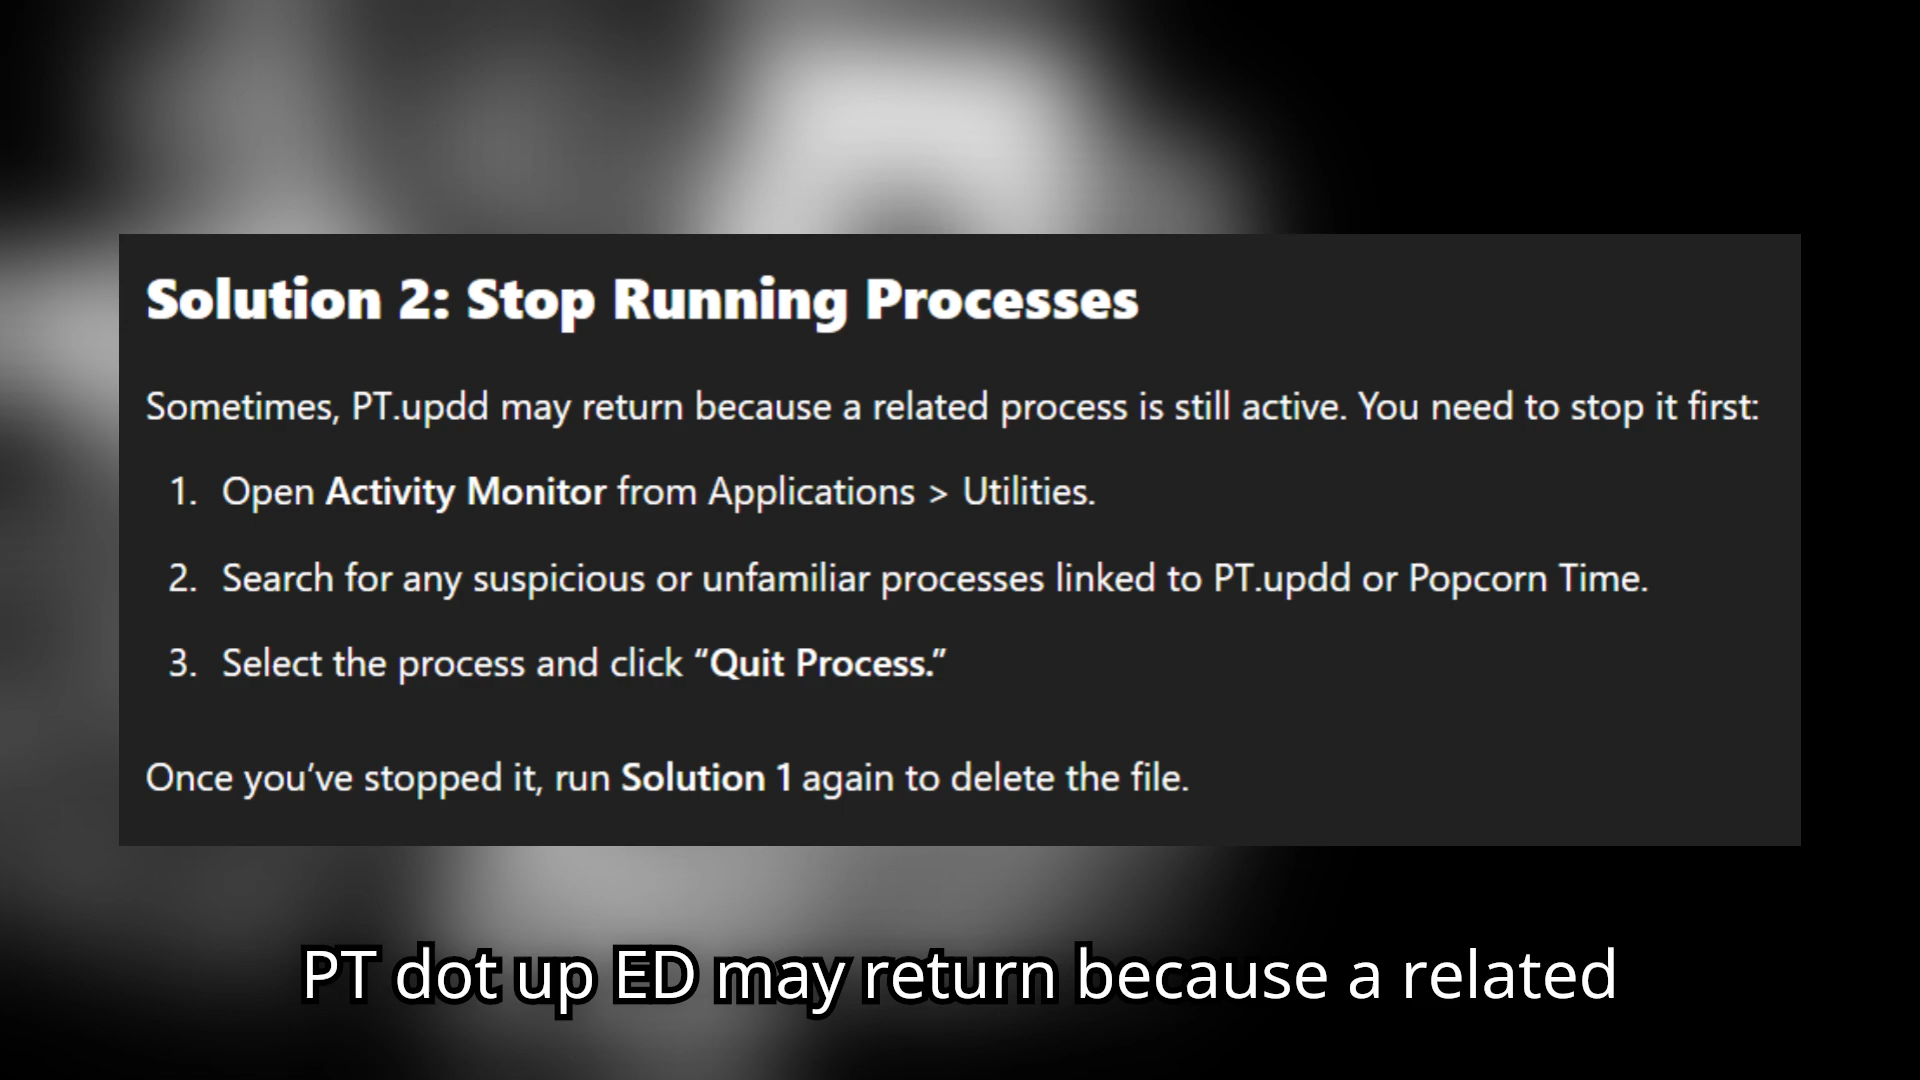 Solution 2: Stop Running Processes
Sometimes, PT.updd may return because a related process is still active. You need to stop it first:
1. Open Activity Monitor from Applications > Utilities.
2. Search for any suspicious or unfamiliar processes linked to PT.updd or Popcorn Time.
3. Select the process and click “Quit Process.”
Once you’ve stopped it, run Solution 1 again to delete the file.
PT dot up ED may return because a related